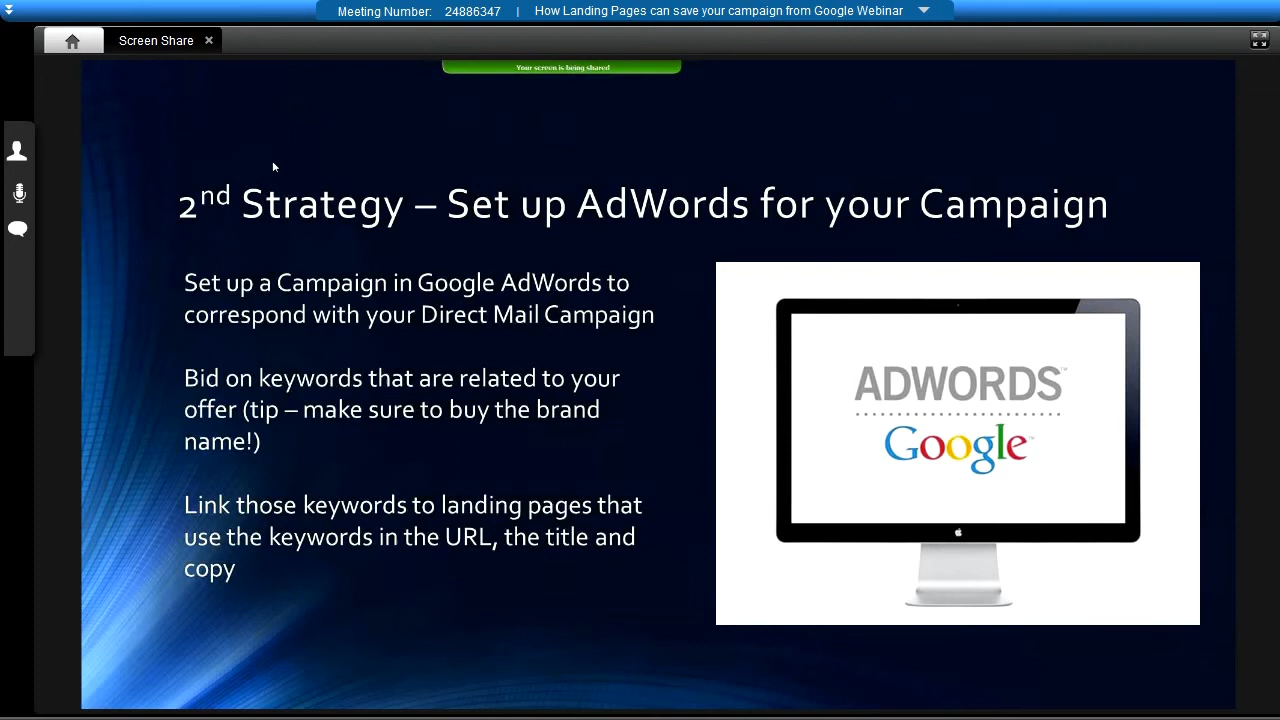 Meeting Number: 24886347 | How Landing Pages can save your campaign from Google Webinar
Screen Share
Your screen is being shared
2nd Strategy – Set up AdWords for your Campaign
Set up a Campaign in Google AdWords to
correspond with your Direct Mail Campaign
Bid on keywords that are related to your
offer (tip – make sure to buy the brand
name!)
Link those keywords to landing pages that
use the keywords in the URL, the title and
copy
ADWORDS™
Google™